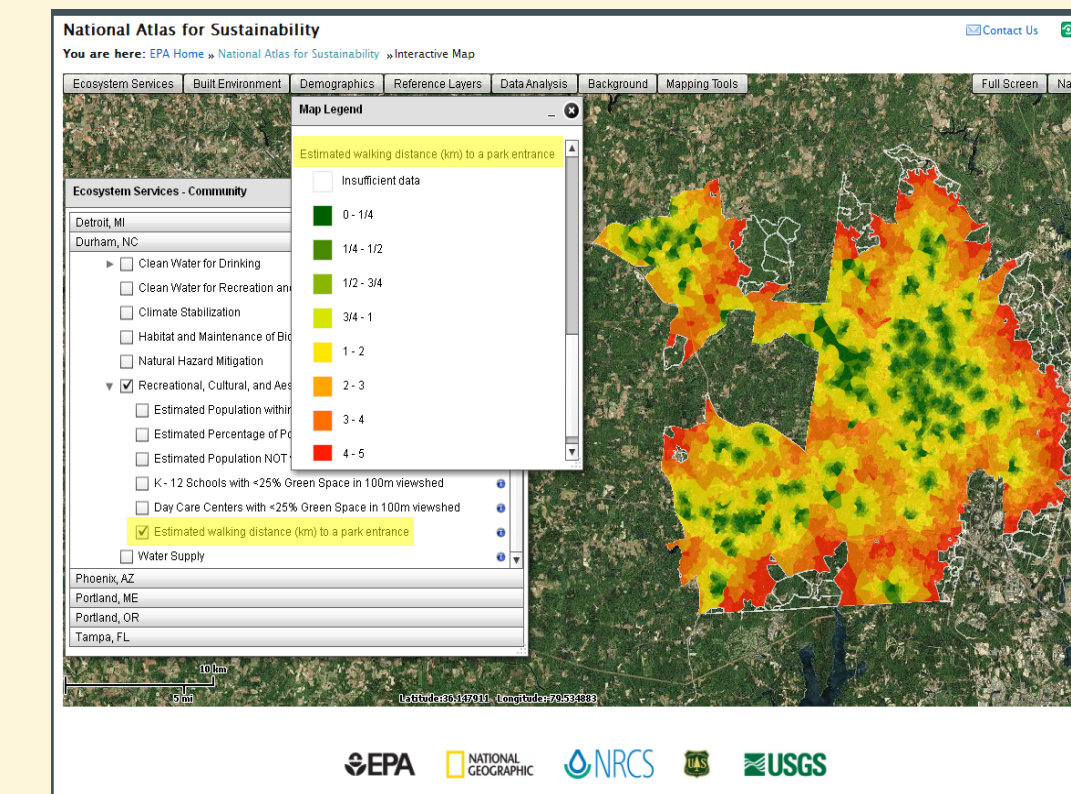 National Atlas for Sustainability
Contact Us
You are here: EPA Home » National Atlas for Sustainability » Interactive Map
Ecosystem Services Built Environment Demographics Reference Layers Data Analysis Background Mapping Tools Full Screen Na
Map Legend
Estimated walking distance (km) to a park entrance
Insufficient data
0 - 1/4
1/4 - 1/2
1/2 - 3/4
3/4 - 1
1 - 2
2 - 3
3 - 4
4 - 5
Ecosystem Services - Community
Detroit, MI
Durham, NC
Clean Water for Drinking
Clean Water for Recreation an
Climate Stabilization
Habitat and Maintenance of Bio
Natural Hazard Mitigation
Recreational, Cultural, and Aes
Estimated Population within
Estimated Percentage of Po
Estimated Population NOT
K - 12 Schools with <25% Green Space in 100m viewshed
Day Care Centers with <25% Green Space in 100m viewshed
Estimated walking distance (km) to a park entrance
Water Supply
Phoenix, AZ
Portland, ME
Portland, OR
Tampa, FL
10 km
5 mi
Latitude:36.147911 Longitude:-79.534883
EPA NATIONAL GEOGRAPHIC NRCS UAS USGS